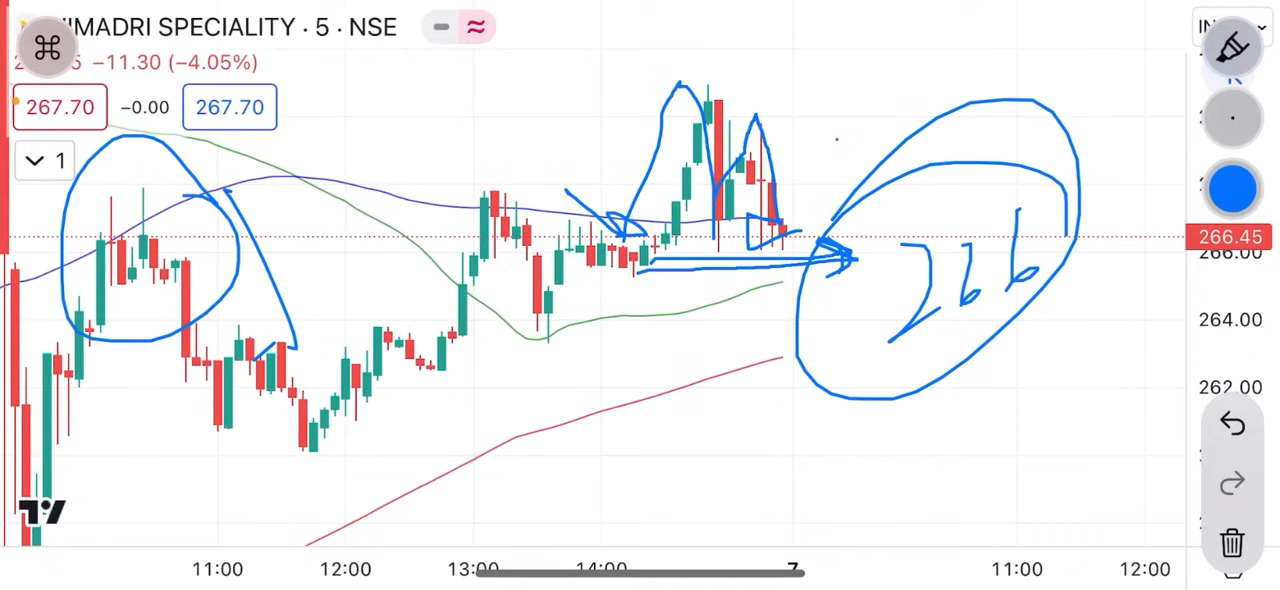 IMADRI SPECIALITY · 5 · NSE
−11.30 (−4.05%)
267.70 −0.00 267.70
1
266.45
266.00
264.00
262.00
266
11:00 12:00 13:00 14:00 7 11:00 12:00